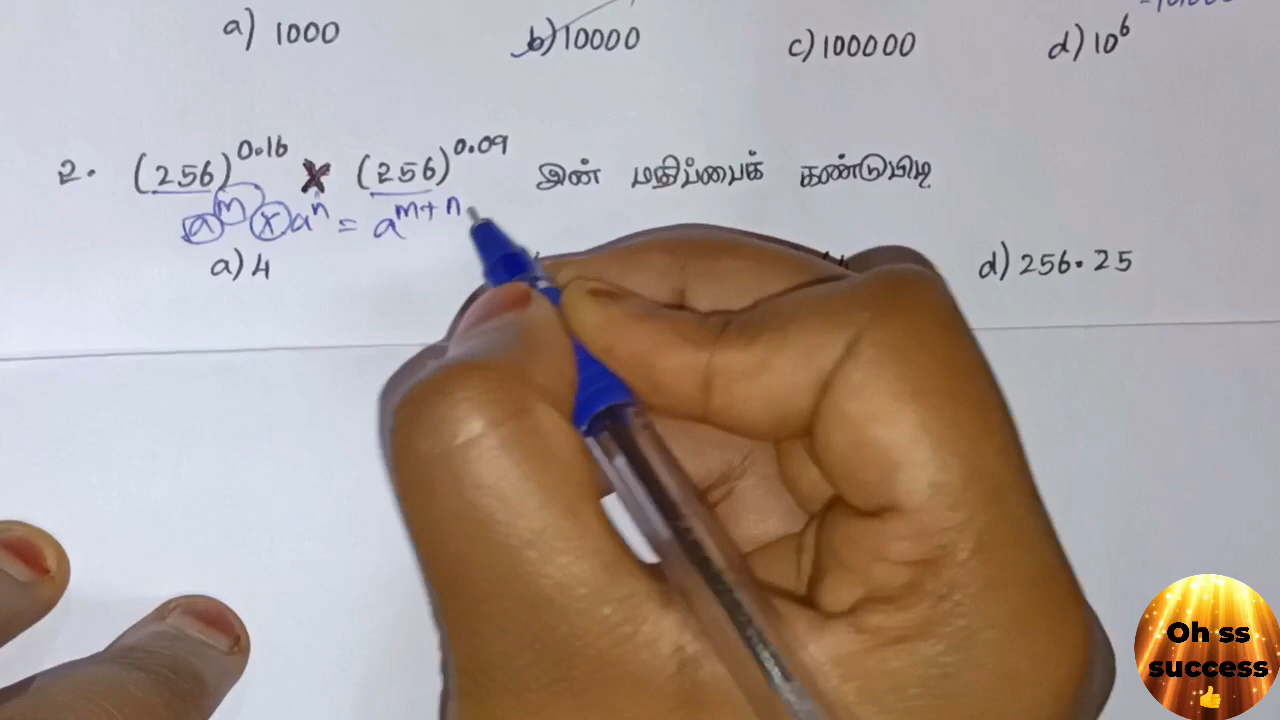 a) 1000 b) 10000 c) 100000 d) 10⁶
2. (256)^0.16 × (256)^0.09 இன் மதிப்பைக் கண்டுபிடி
a^m × a^n = a^m+n
a) 4 d) 256.25
Oh ss
success